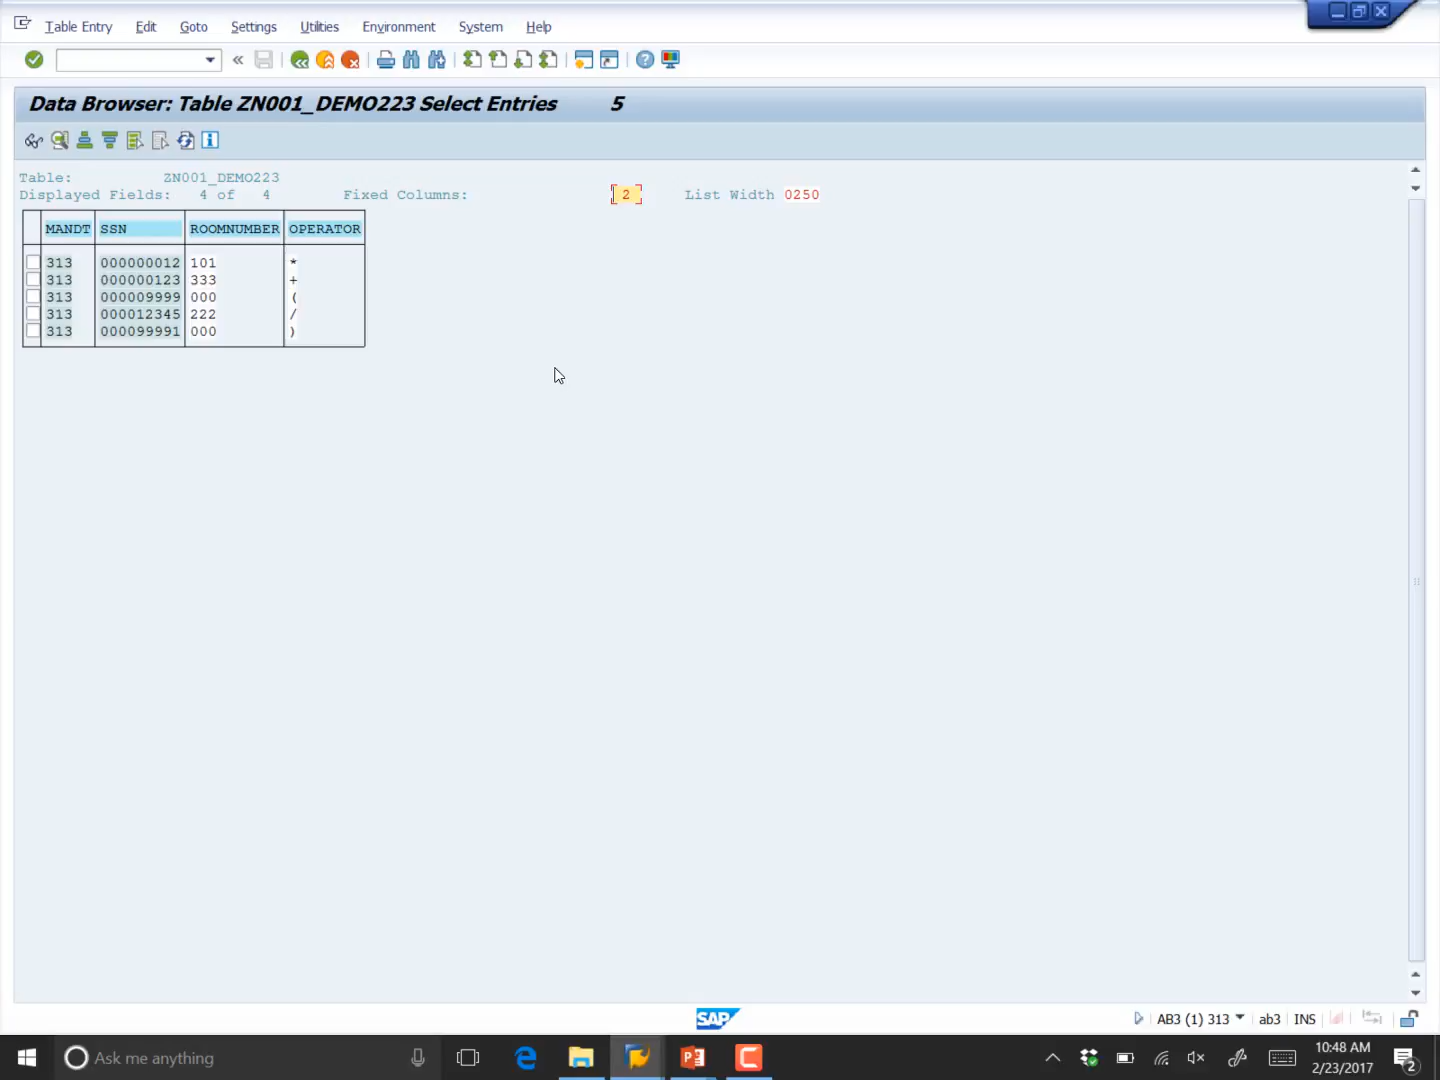 Table Entry Edit Goto Settings Utilities Environment System Help
Data Browser: Table ZN001_DEMO223 Select Entries 5
Table: ZN001_DEMO223
Displayed Fields: 4 of 4 Fixed Columns: 2 List Width 0250
MANDT SSN ROOMNUMBER OPERATOR
313 000000012 101 *
313 000000123 333 +
313 000009999 000 (
313 000012345 222 /
313 000099991 000 )
SAP
AB3 (1) 313 ab3 INS
Ask me anything
10:48 AM
2/23/2017
2